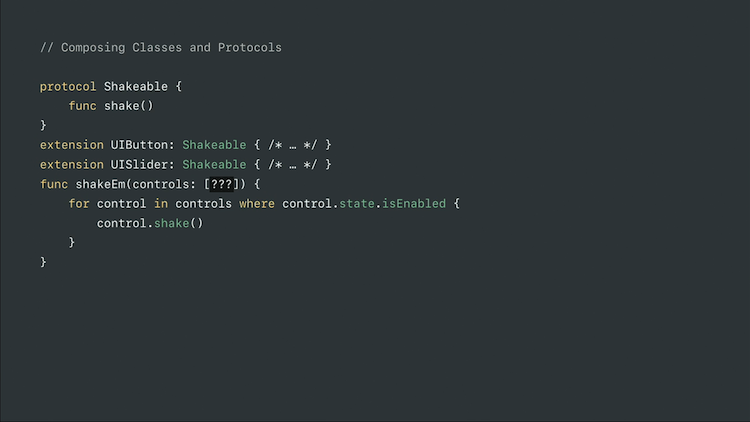 // Composing Classes and Protocols
protocol Shakeable {
    func shake()
}
extension UIButton: Shakeable { /* … */ }
extension UISlider: Shakeable { /* … */ }
func shakeEm(controls: [???]) {
    for control in controls where control.state.isEnabled {
        control.shake()
    }
}